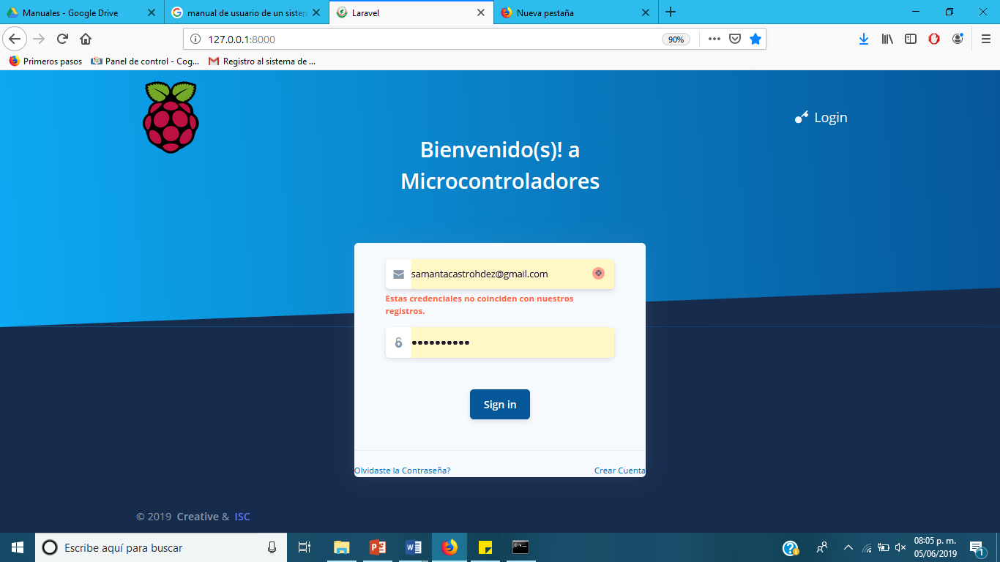 Manuales - Google Drive
manual de usuario de un sistem
Laravel
Nueva pestaña
127.0.0.1:8000
90%
Primeros pasos
Panel de control - Cog...
Registro al sistema de ...
Login
Bienvenido(s)! a
Microcontroladores
samantacastrohdez@gmail.com
Estas credenciales no coinciden con nuestros
registros.
Sign in
Olvidaste la Contraseña?
Crear Cuenta
© 2019 Creative & ISC
Escribe aquí para buscar
08:05 p. m.
05/06/2019
1